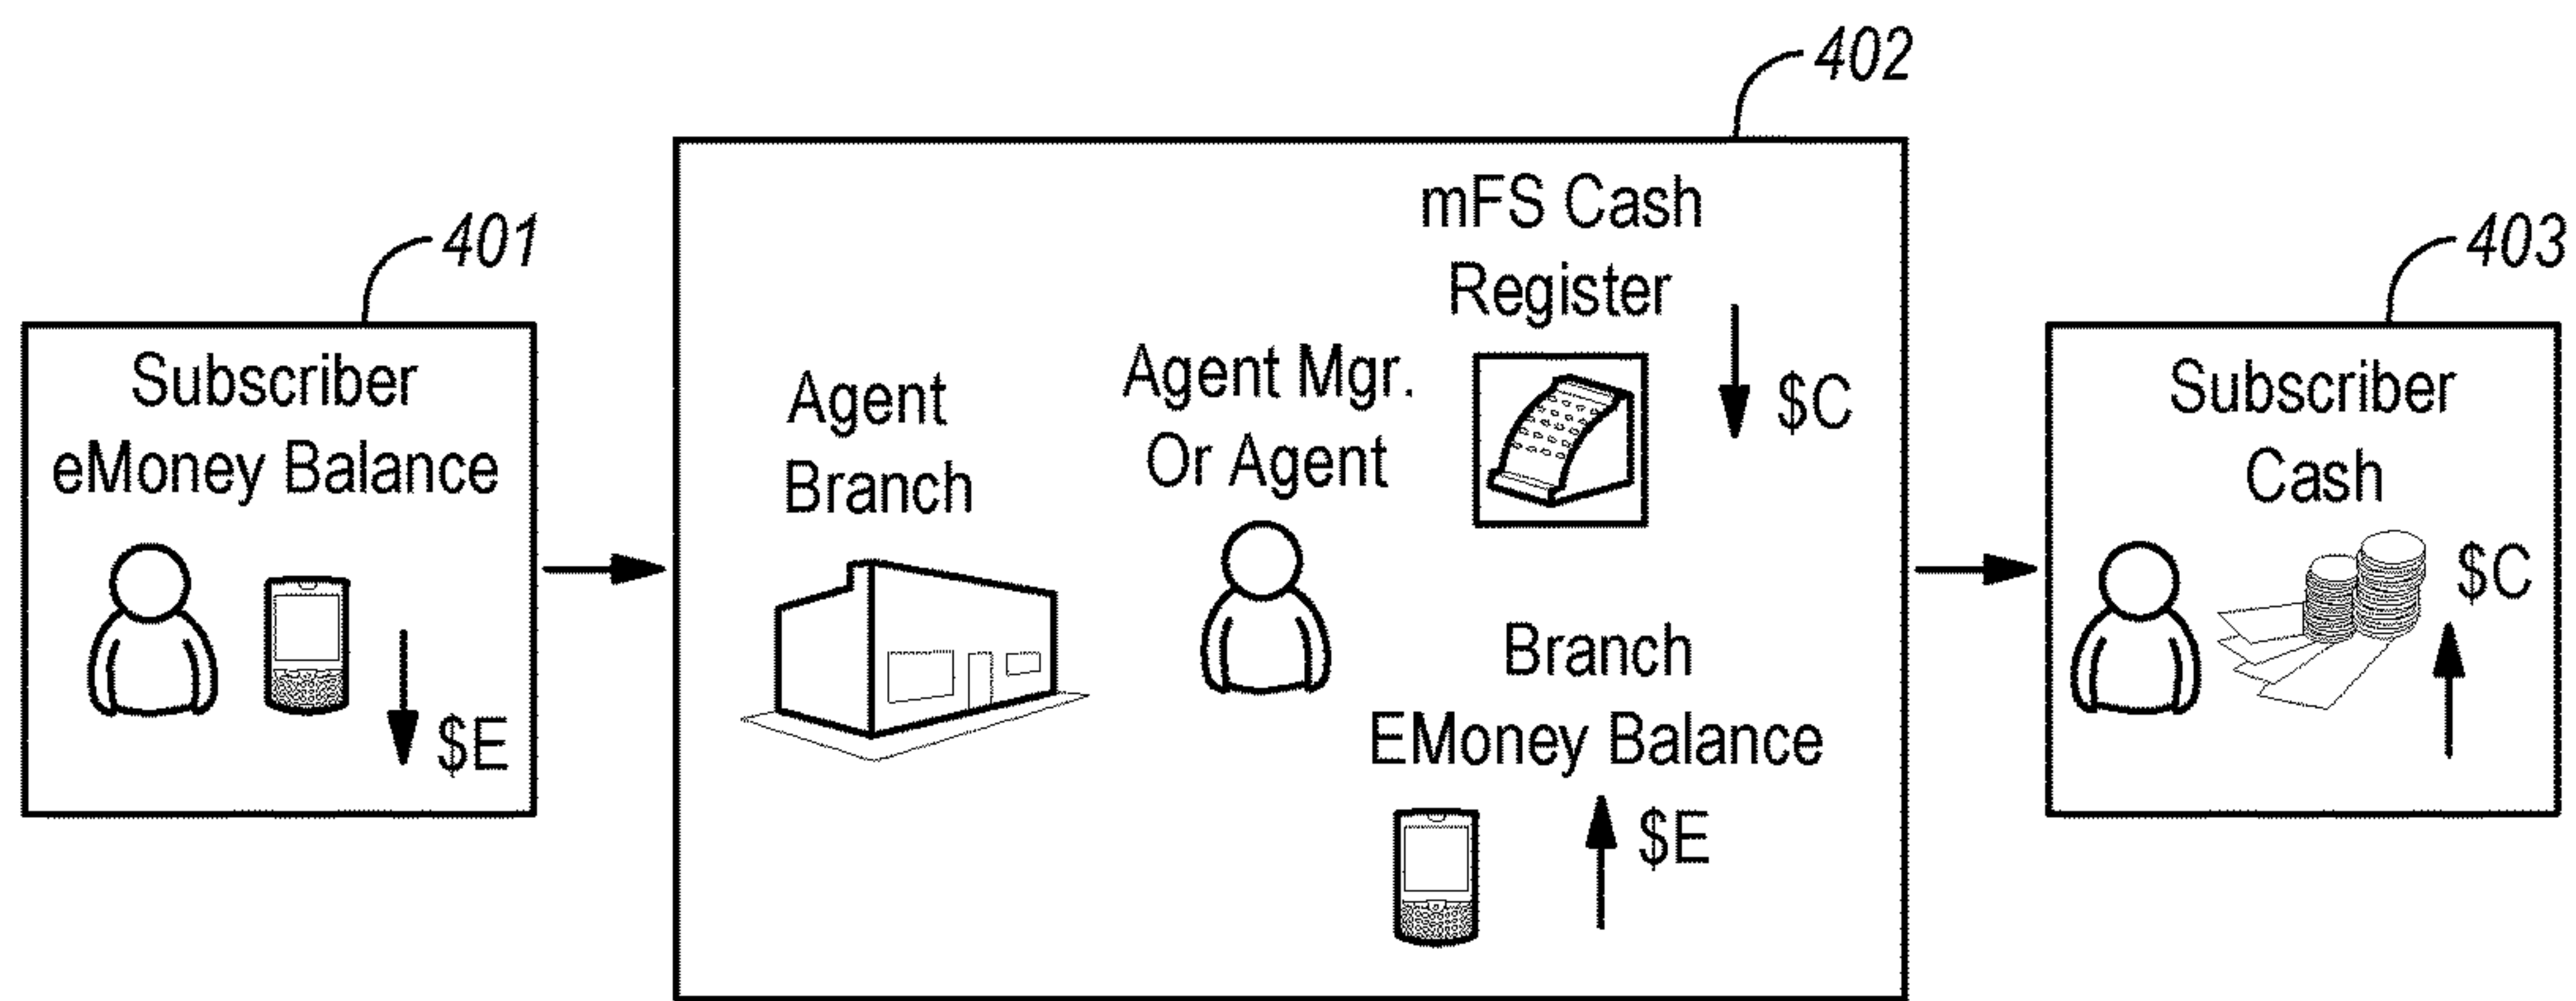 401
Subscriber
eMoney Balance
$E
402
Agent
Branch
Agent Mgr.
Or Agent
mFS Cash
Register
$C
Branch
EMoney Balance
$E
403
Subscriber
Cash
$C